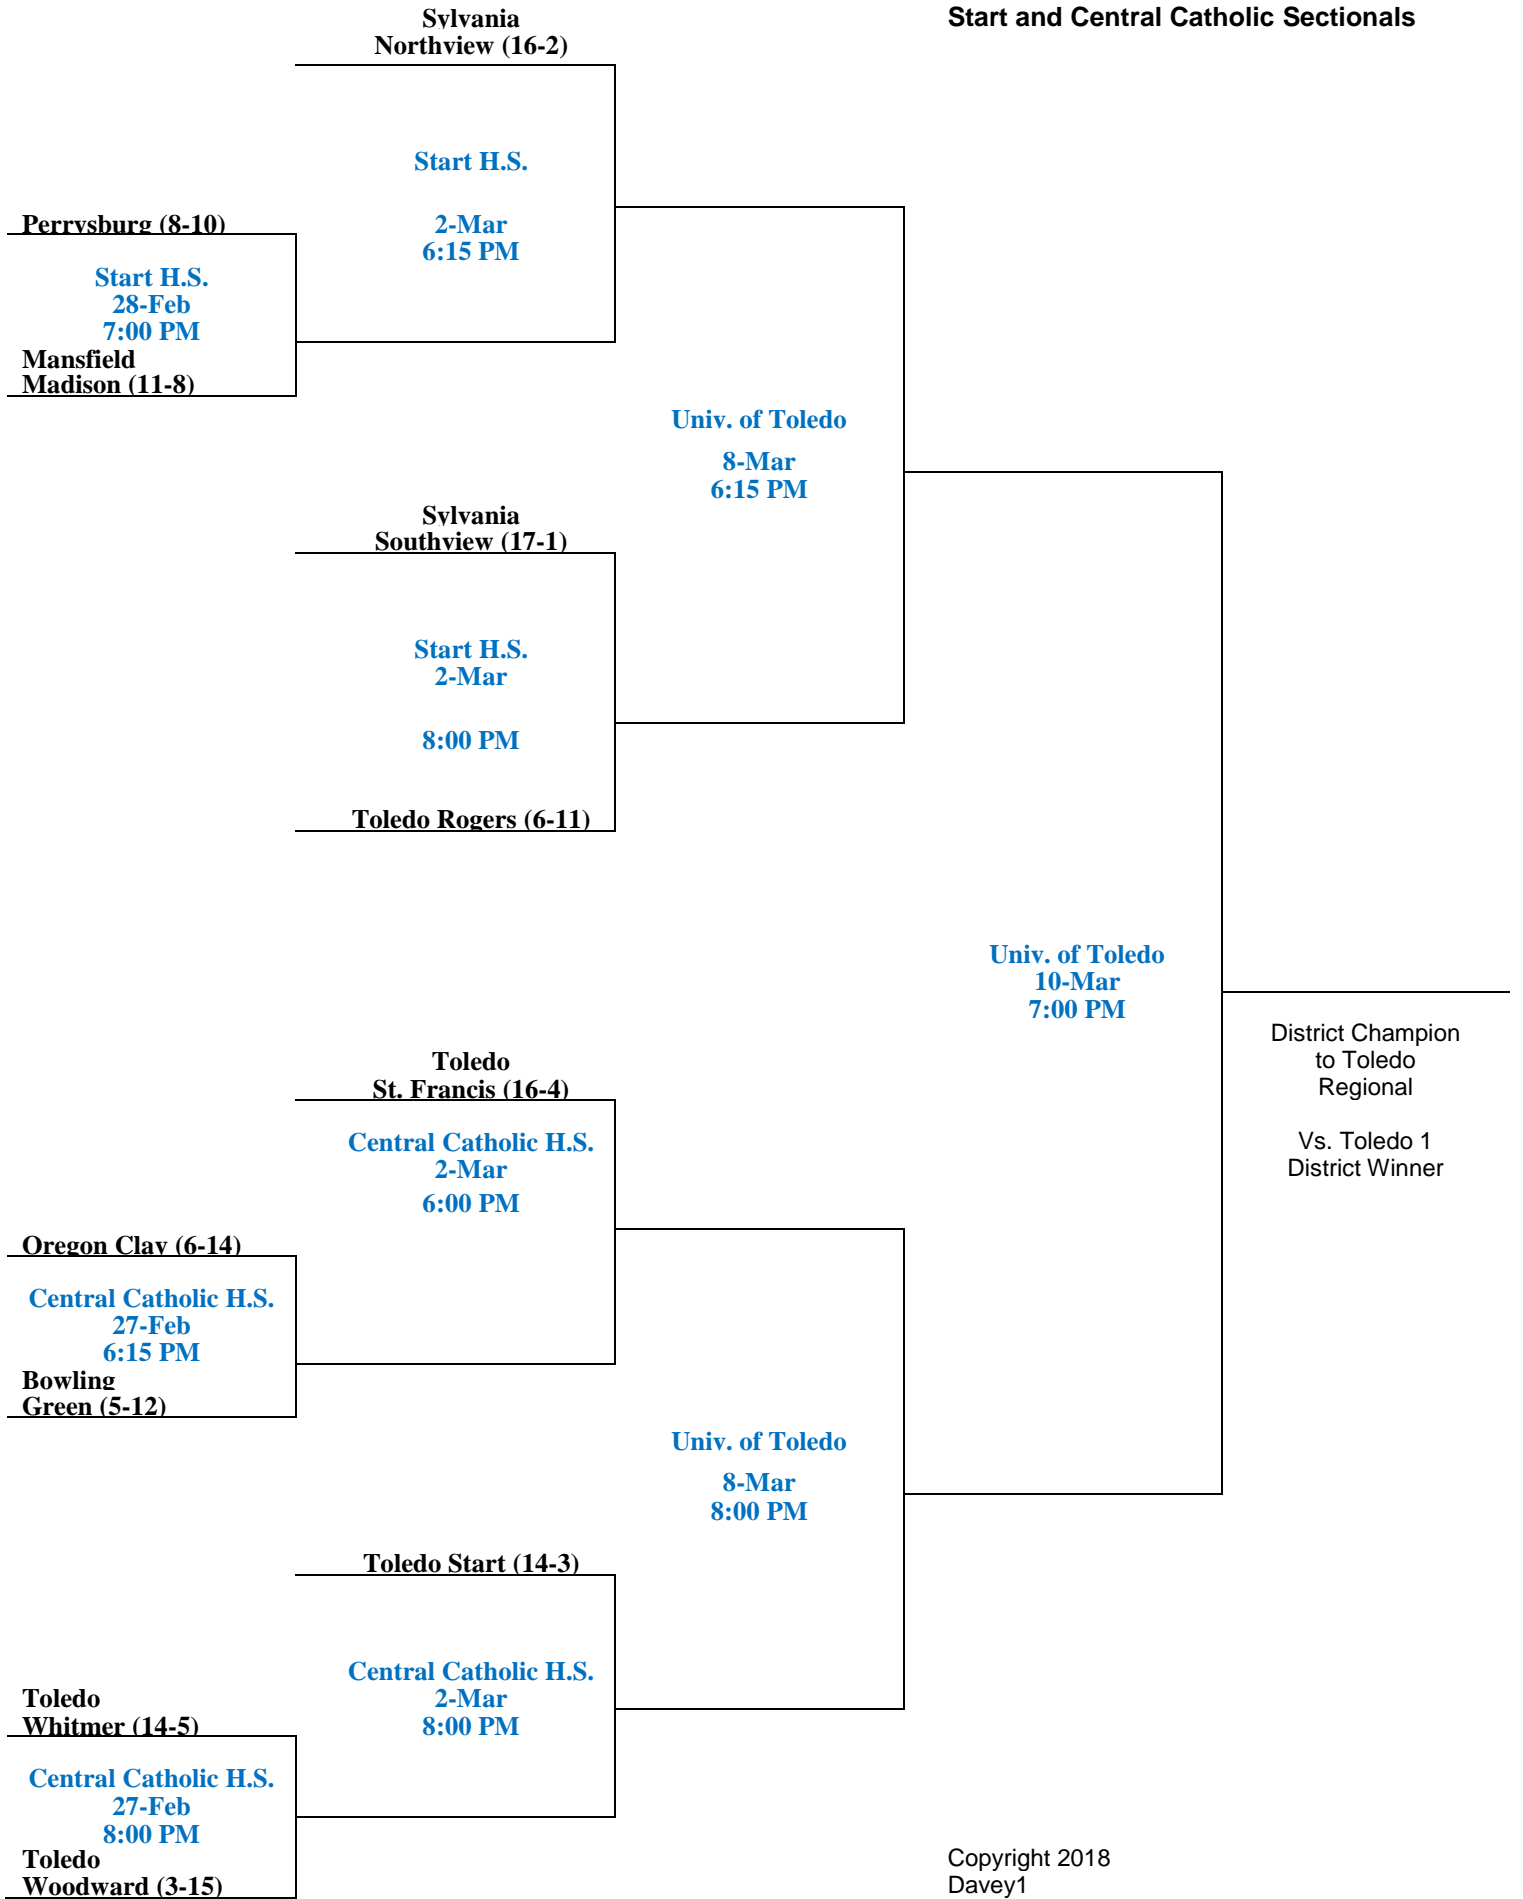 Start and Central Catholic Sectionals
Sylvania
Northview (16-2)
Start H.S.
2-Mar
6:15 PM
Perrysburg (8-10)
Start H.S.
28-Feb
7:00 PM
Mansfield
Madison (11-8)
Univ. of Toledo
8-Mar
6:15 PM
Sylvania
Southview (17-1)
Start H.S.
2-Mar
8:00 PM
Toledo Rogers (6-11)
Univ. of Toledo
10-Mar
7:00 PM
District Champion
to Toledo
Regional
Vs. Toledo 1
District Winner
Toledo
St. Francis (16-4)
Central Catholic H.S.
2-Mar
6:00 PM
Oregon Clay (6-14)
Central Catholic H.S.
27-Feb
6:15 PM
Bowling
Green (5-12)
Univ. of Toledo
8-Mar
8:00 PM
Toledo Start (14-3)
Central Catholic H.S.
2-Mar
8:00 PM
Toledo
Whitmer (14-5)
Central Catholic H.S.
27-Feb
8:00 PM
Toledo
Woodward (3-15)
Copyright 2018
Davey1